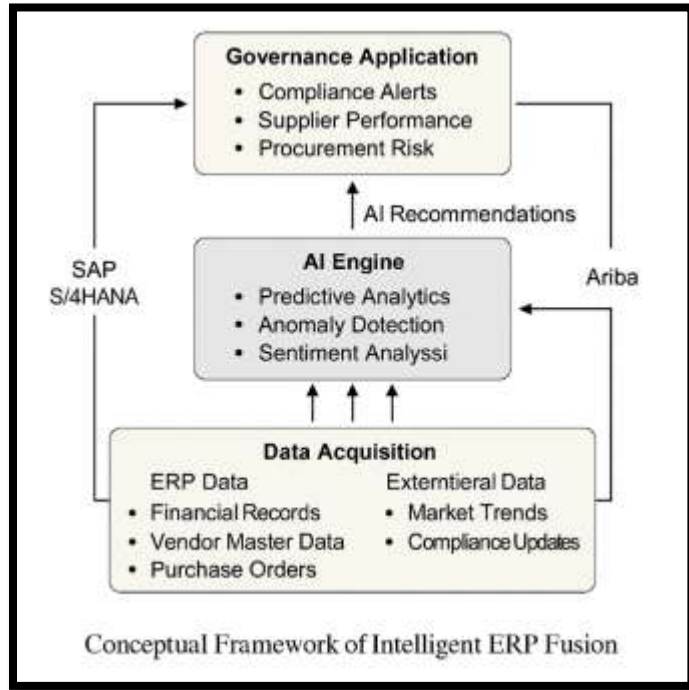 Governance Application
• Compliance Alerts
• Supplier Performance
• Procurement Risk
AI Recommendations
SAP
S/4HANA
Ariba
AI Engine
• Predictive Analytics
• Anomaly Dotection
• Sentiment Analyssi
Data Acquisition
ERP Data
• Financial Records
• Vendor Master Data
• Purchase Orders
Externtieral Data
• Market Trends
• Compliance Updates
Conceptual Framework of Intelligent ERP Fusion